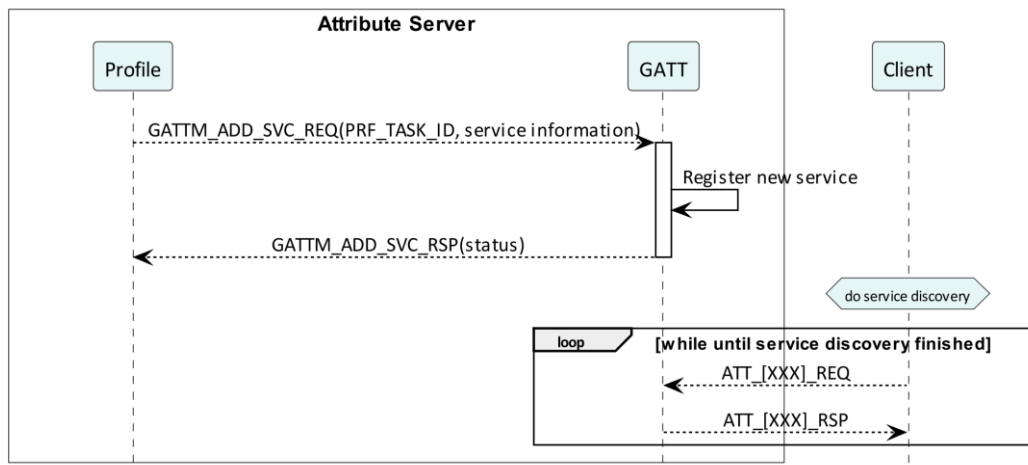 Attribute Server
Profile
GATT
Client
GATTM_ADD_SVC_REQ(PRF_TASK_ID, service information)
Register new service
GATTM_ADD_SVC_RSP(status)
do service discovery
loop
[while until service discovery finished]
ATT_[XXX]_REQ
ATT_[XXX]_RSP